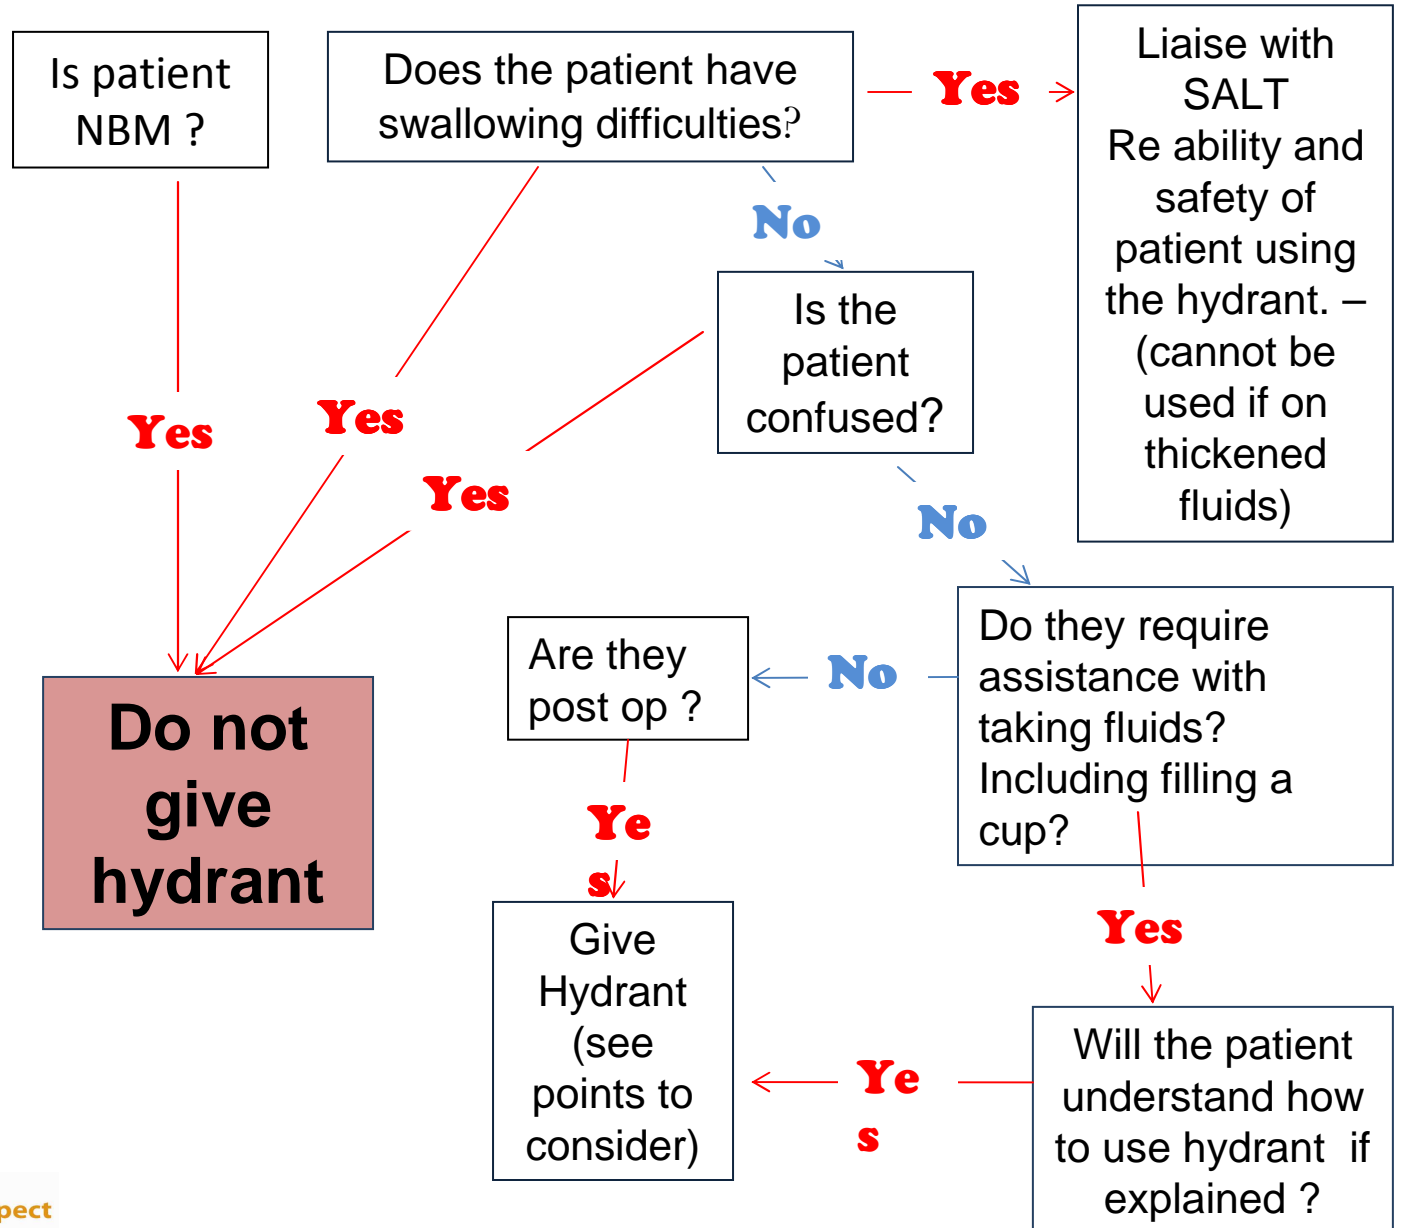 Is patient
NBM ?
Does the patient have
swallowing difficulties?
Yes
Liaise with
SALT
Re ability and
safety of
patient using
the hydrant. –
(cannot be
used if on
thickened
fluids)
No
Is the
patient
confused?
Yes
Yes
Yes
No
Do they require
assistance with
taking fluids?
Including filling a
cup?
No
Are they
post op ?
Do not
give
hydrant
Ye
s
Yes
Give
Hydrant
(see
points to
consider)
Ye
s
Will the patient
understand how
to use hydrant if
explained ?
pect